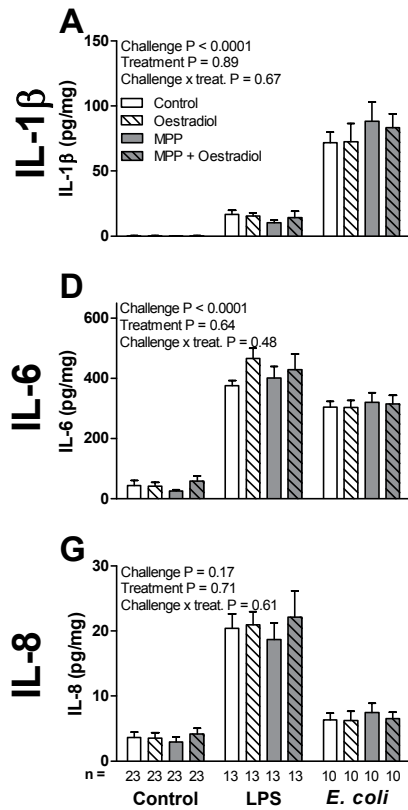 A
IL-1β
IL-1β (pg/mg)
150
100
50
0
Challenge P < 0.0001
Treatment P = 0.89
Challenge x treat. P = 0.67
Control
Oestradiol
MPP
MPP + Oestradiol
D
IL-6
IL-6 (pg/mg)
600
400
200
0
Challenge P < 0.0001
Treatment P = 0.64
Challenge x treat. P = 0.48
G
IL-8
IL-8 (pg/mg)
30
20
10
0
Challenge P = 0.17
Treatment P = 0.71
Challenge x treat. P = 0.61
n = 23 23 23 23 13 13 13 13 10 10 10 10
Control LPS E. coli